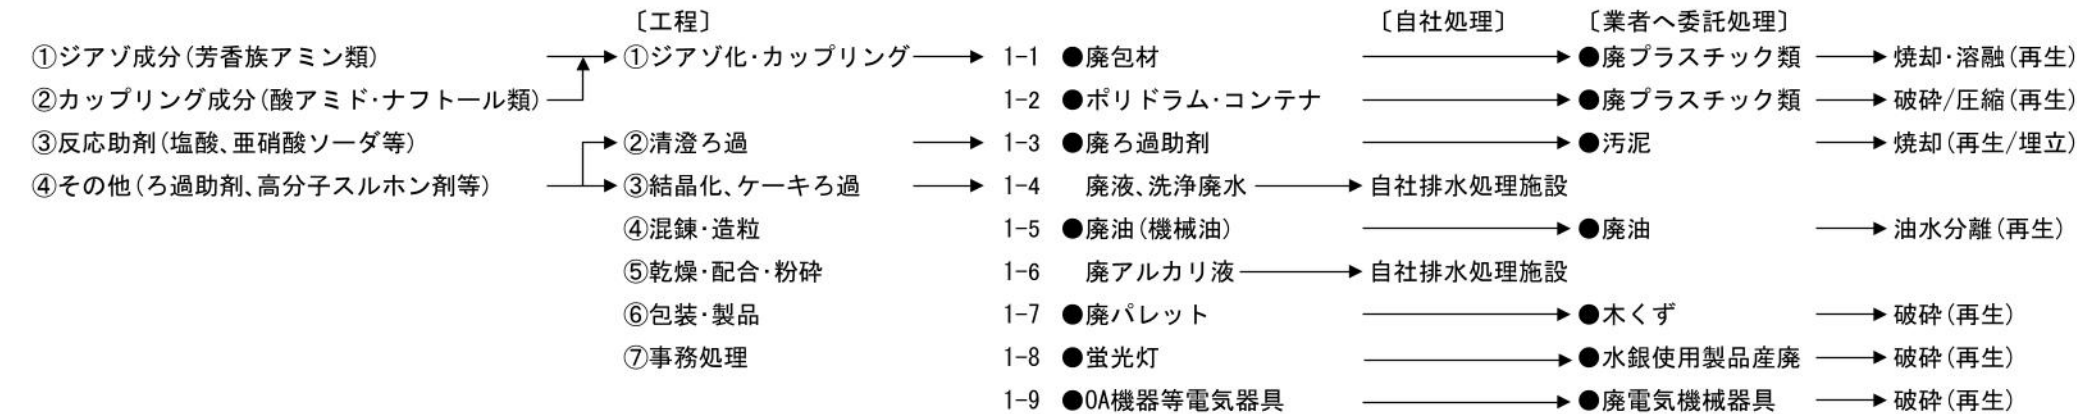 〔工程〕 〔自社処理〕 〔業者へ委託処理〕
①ジアゾ成分(芳香族アミン類) ①ジアゾ化･カップリング 1-1 ●廃包材 ●廃プラスチック類 焼却･溶融(再生)
②カップリング成分(酸アミド･ナフトール類) 1-2 ●ポリドラム･コンテナ ●廃プラスチック類 破砕/圧縮(再生)
③反応助剤(塩酸、亜硝酸ソーダ等) ②清澄ろ過 1-3 ●廃ろ過助剤 ●汚泥 焼却(再生/埋立)
④その他(ろ過助剤、高分子スルホン剤等) ③結晶化、ケーキろ過 1-4 廃液、洗浄廃水 自社排水処理施設
④混錬･造粒 1-5 ●廃油(機械油) ●廃油 油水分離(再生)
⑤乾燥･配合･粉砕 1-6 廃アルカリ液 自社排水処理施設
⑥包装･製品 1-7 ●廃パレット ●木くず 破砕(再生)
⑦事務処理 1-8 ●蛍光灯 ●水銀使用製品産廃 破砕(再生)
1-9 ●OA機器等電気器具 ●廃電気機械器具 破砕(再生)